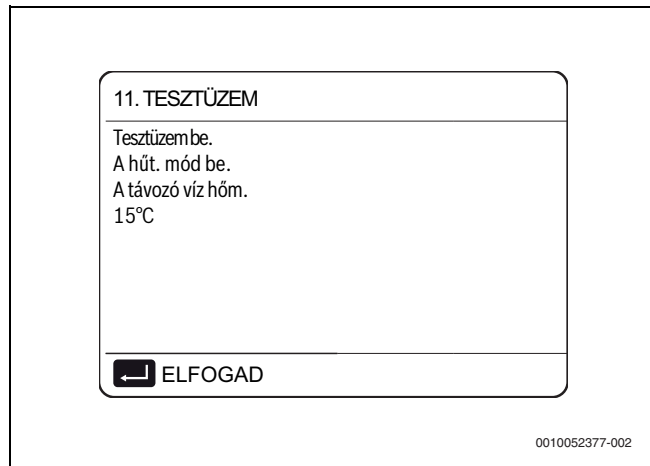 11. TESZTÜZEM
Tesztüzem be.
A hűt. mód be.
A távozó víz hőm.
15°C
ELFOGAD
0010052377-002